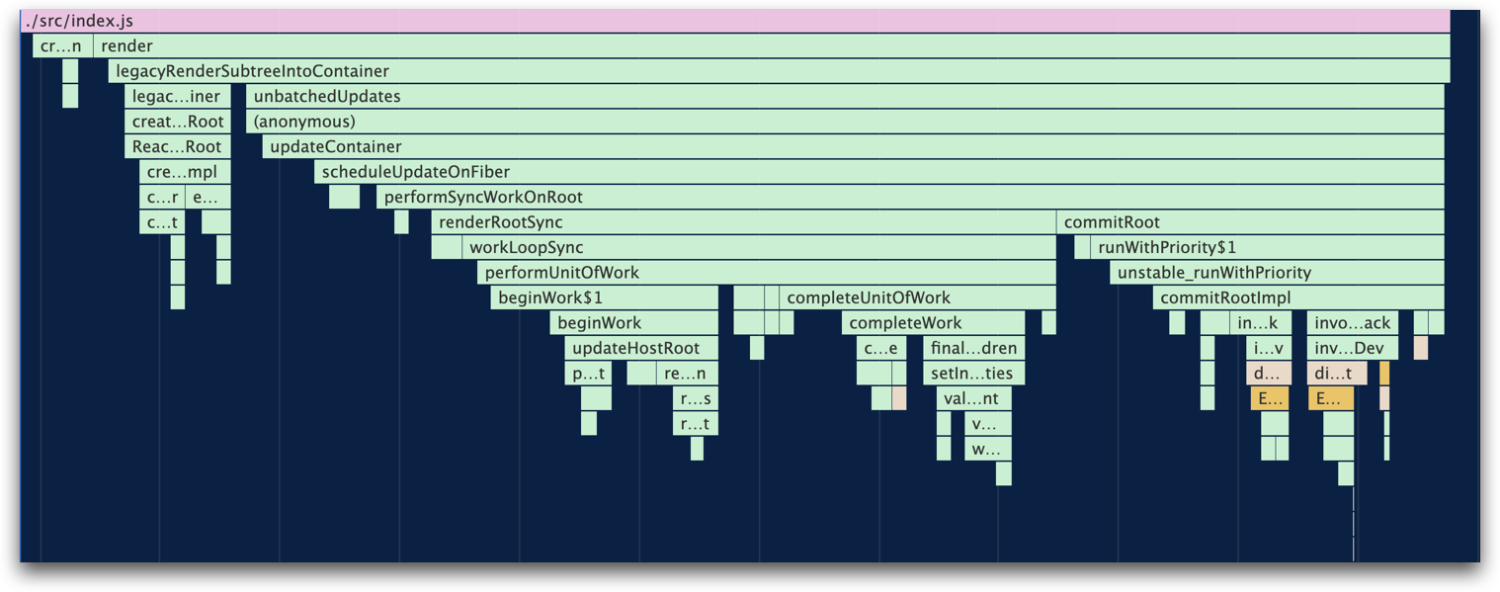 ./src/index.js
cr...n render
legacyRenderSubtreeIntoContainer
legac...iner unbatchedUpdates
creat...Root (anonymous)
Reac...Root updateContainer
cre...mpl scheduleUpdateOnFiber
c...r e... performSyncWorkOnRoot
c...t renderRootSync commitRoot
workLoopSync runWithPriority$1
performUnitOfWork unstable_runWithPriority
beginWork$1 completeUnitOfWork commitRootImpl
beginWork completeWork in...k invo...ack
updateHostRoot c...e final...dren i...v inv...Dev
p...t re...n setIn...ties d... di...t
r...s val...nt E... E...
r...t v...
w...